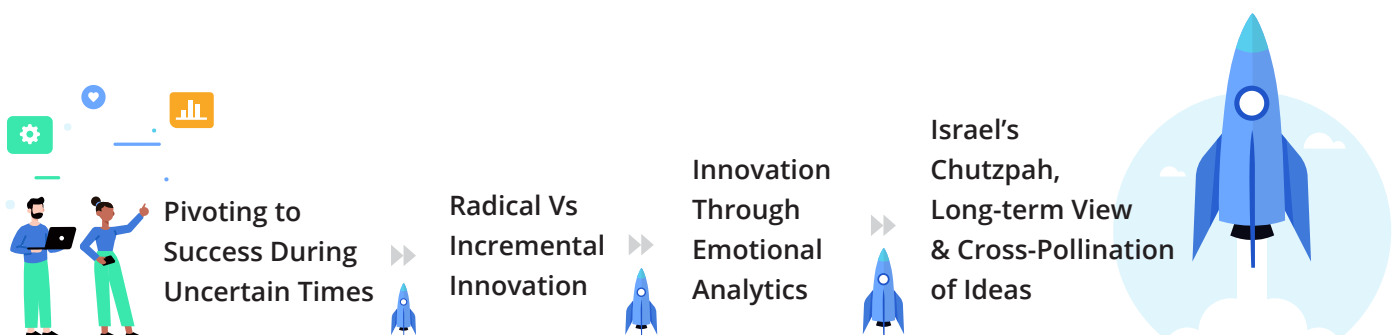 Pivoting to
Success During
Uncertain Times
Radical Vs
Incremental
Innovation
Innovation
Through
Emotional
Analytics
Israel’s
Chutzpah,
Long-term View
& Cross-Pollination
of Ideas